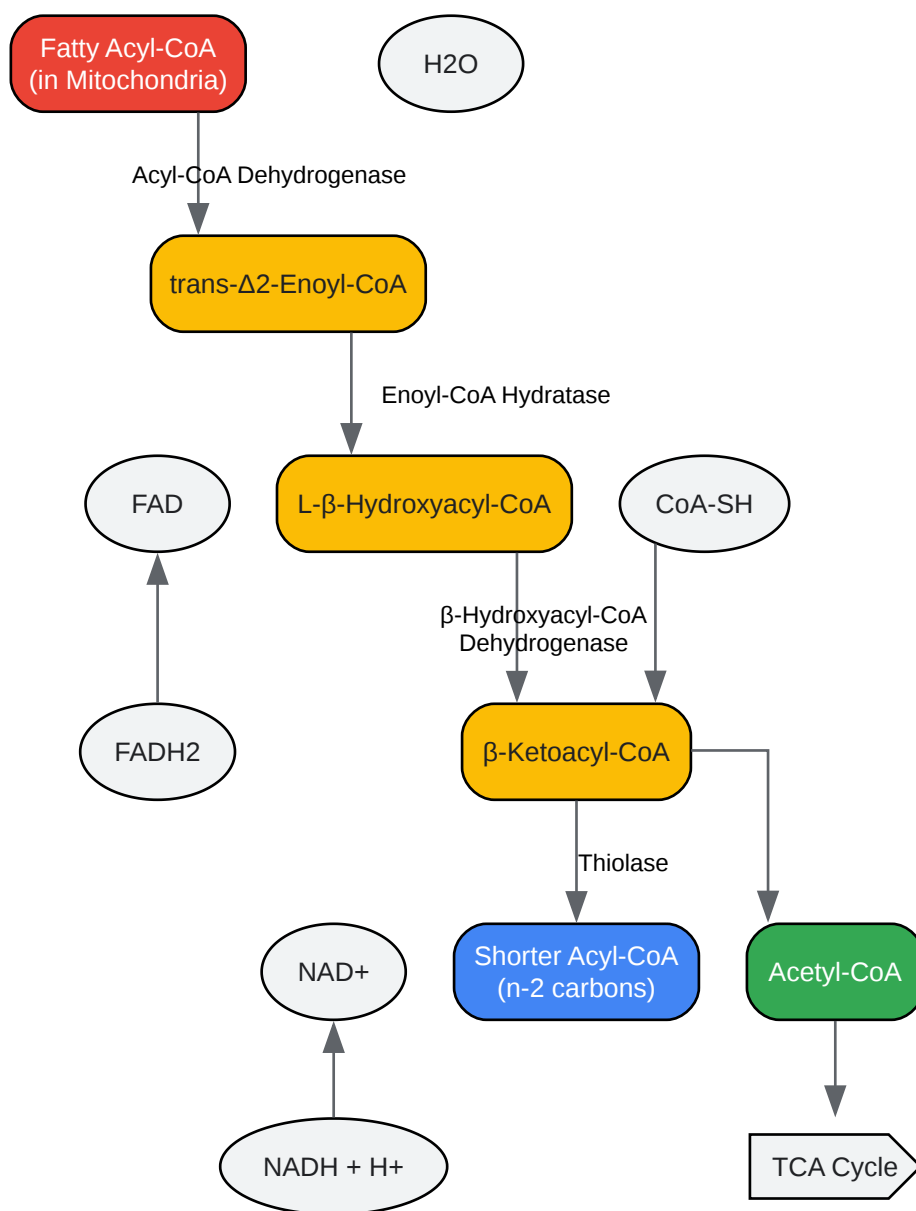 Fatty Acyl-CoA
(in Mitochondria)
H2O
Acyl-CoA Dehydrogenase
trans-Δ2-Enoyl-CoA
Enoyl-CoA Hydratase
FAD
L-β-Hydroxyacyl-CoA
CoA-SH
β-Hydroxyacyl-CoA
Dehydrogenase
FADH2
β-Ketoacyl-CoA
Thiolase
NAD+
Shorter Acyl-CoA
(n-2 carbons)
Acetyl-CoA
NADH + H+
TCA Cycle